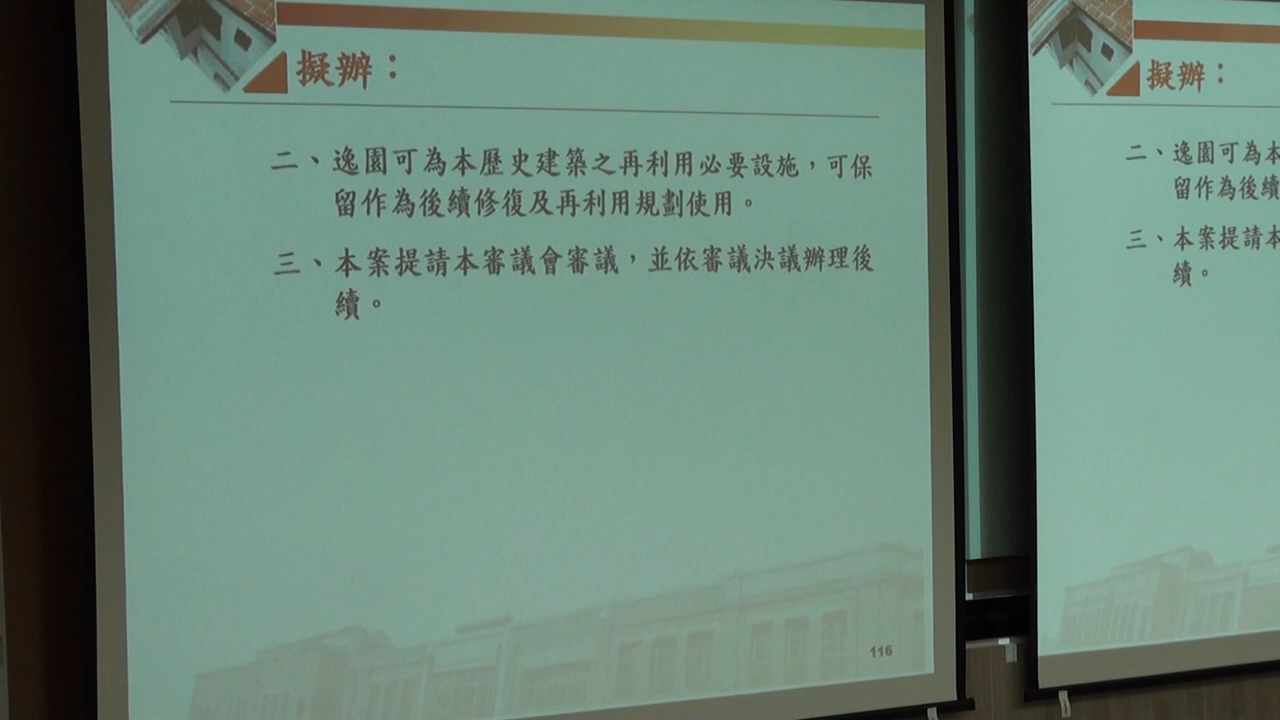 擬辦：
二、逸園可為本歷史建築之再利用必要設施，可保
留作為後續修復及再利用規劃使用。
三、本案提請本審議會審議，並依審議決議辦理後
續。
116
擬辦：
二、逸園可為本
留作為後續
三、本案提請本
續。